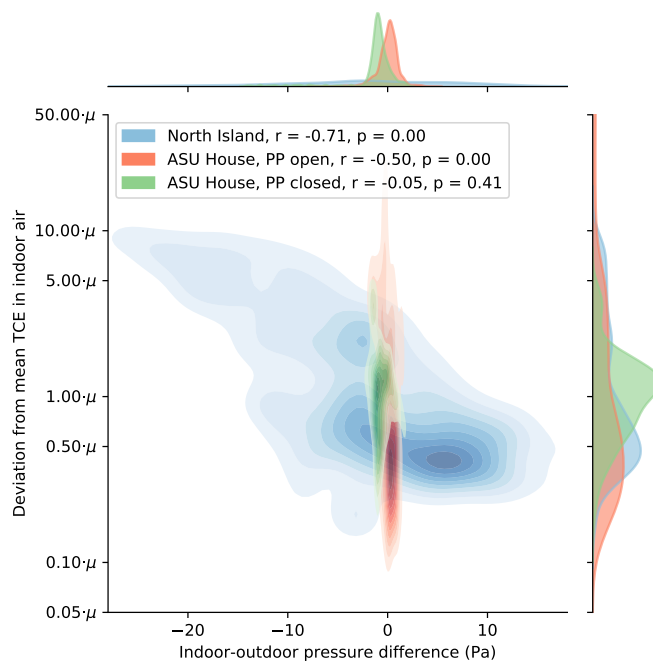 50.00·μ
10.00·μ
5.00·μ
1.00·μ
0.50·μ
0.10·μ
0.05·μ
Deviation from mean TCE in indoor air
North Island, r = -0.71, p = 0.00
ASU House, PP open, r = -0.50, p = 0.00
ASU House, PP closed, r = -0.05, p = 0.41
−20
−10
0
10
Indoor-outdoor pressure difference (Pa)